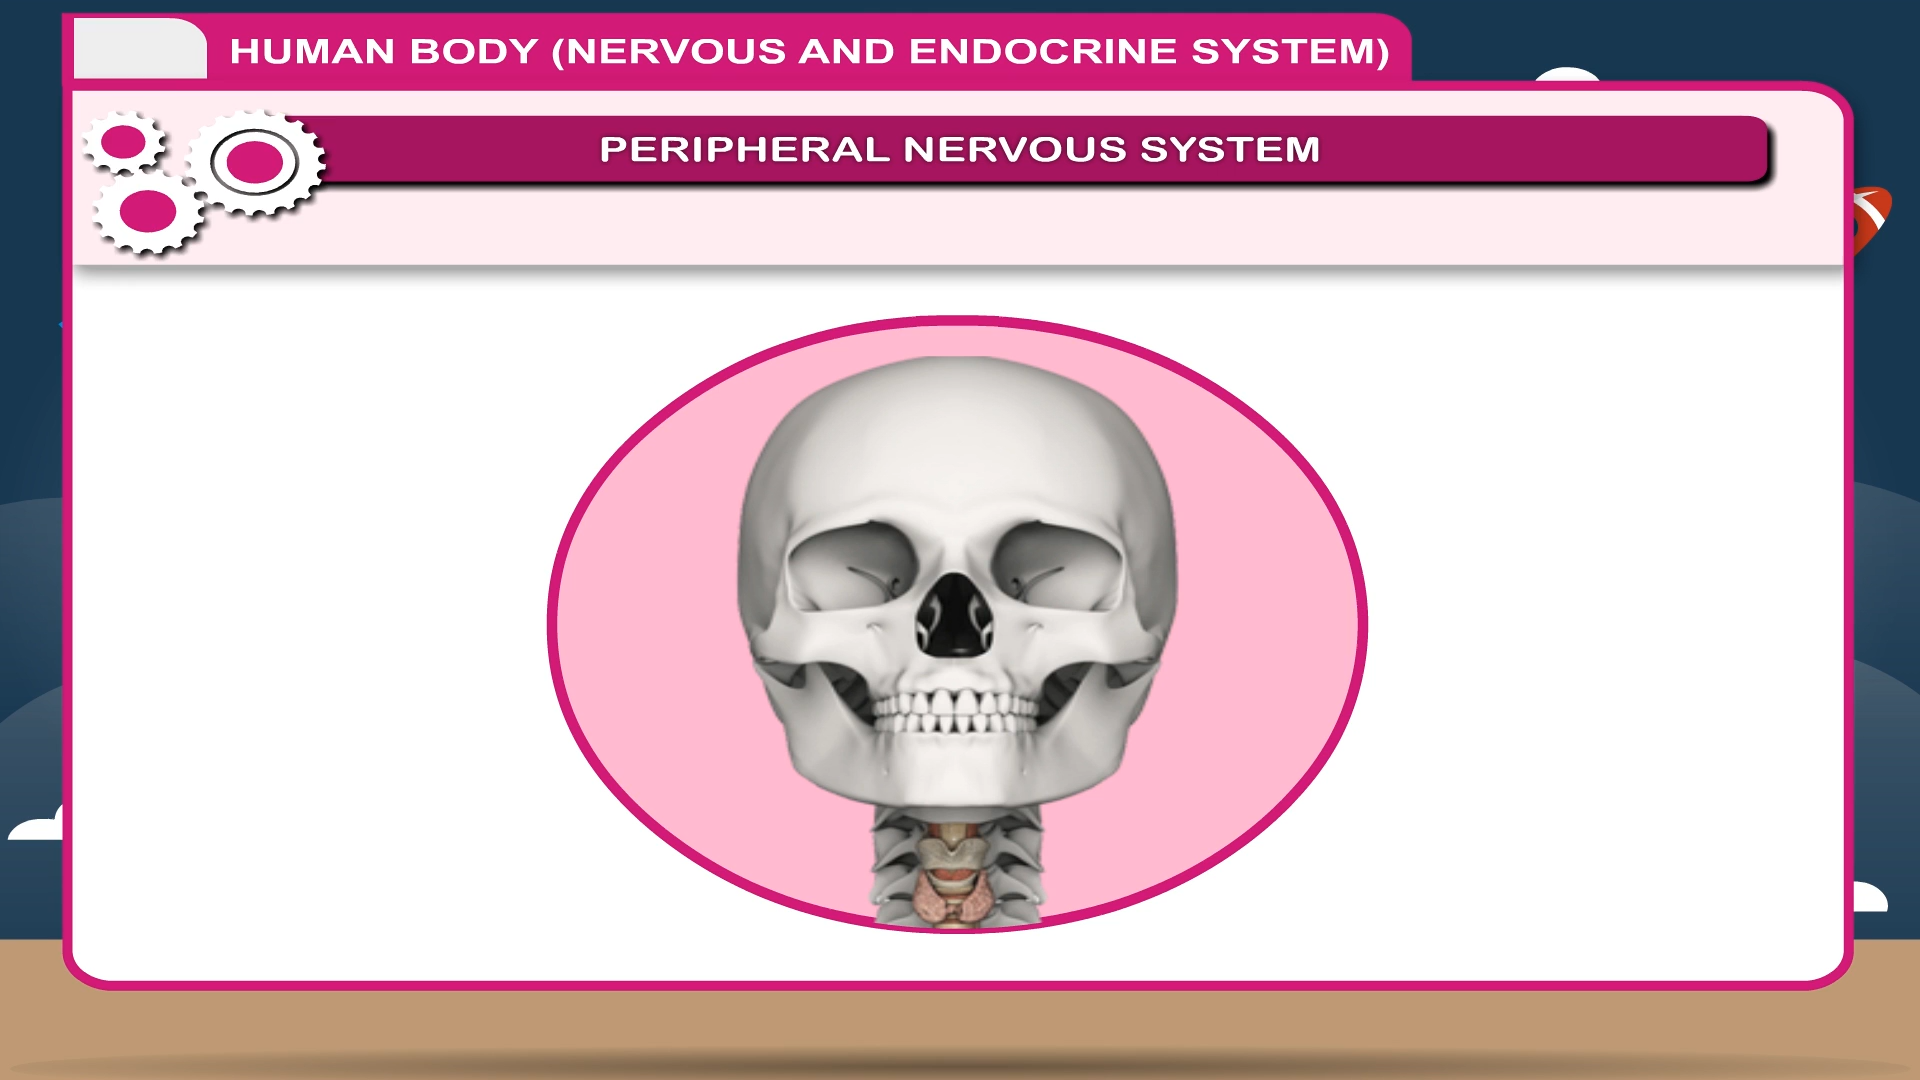 HUMAN BODY (NERVOUS AND ENDOCRINE SYSTEM)
PERIPHERAL NERVOUS SYSTEM